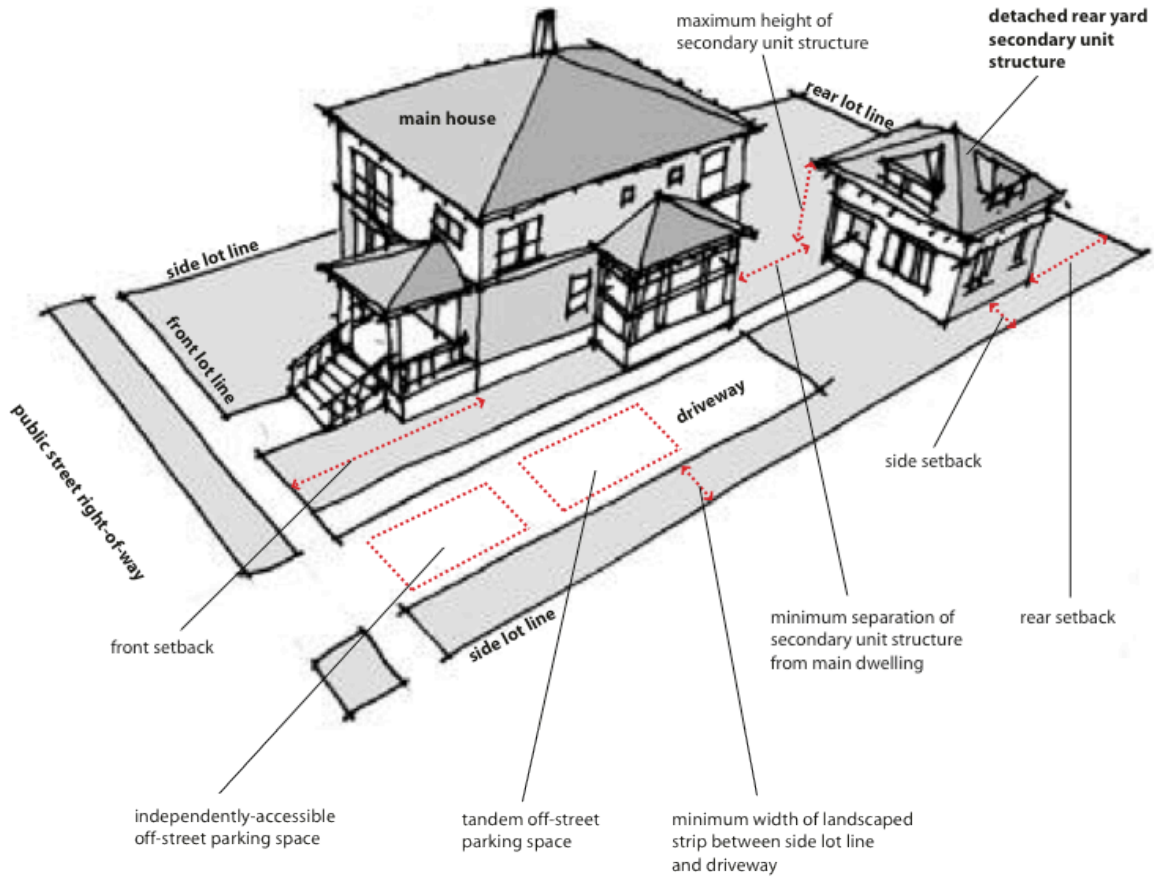 maximum height of
secondary unit structure
detached rear yard
secondary unit
structure
main house
rear lot line
side lot line
front lot line
public street right-of-way
driveway
side setback
front setback
side lot line
minimum separation of
secondary unit structure
from main dwelling
rear setback
independently-accessible
off-street parking space
tandem off-street
parking space
minimum width of landscaped
strip between side lot line
and driveway